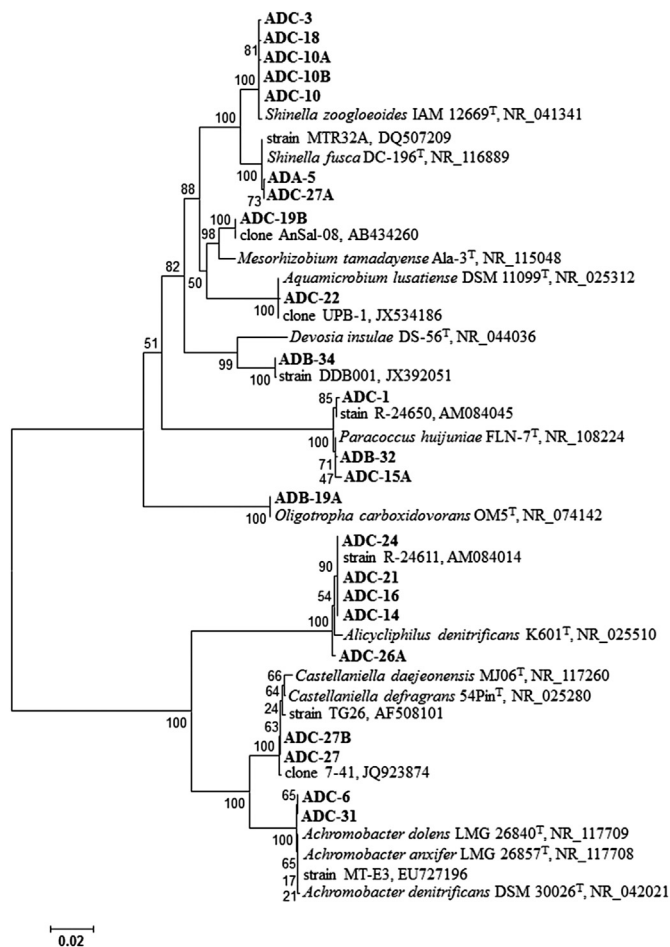 ADC-3
ADC-18
81
ADC-10A
ADC-10B
100
ADC-10
Shinella zoogloeoides IAM 12669T, NR_041341
100
strain MTR32A, DQ507209
Shinella fusca DC-196T, NR_116889
100
ADA-5
73
ADC-27A
88
100
ADC-19B
98
clone AnSal-08, AB434260
Mesorhizobium tamadayense Ala-3T, NR_115048
82
50
Aquamicrobium lusatiense DSM 11099T, NR_025312
ADC-22
100
clone UPB-1, JX534186
Devosia insulae DS-56T, NR_044036
51
99
ADB-34
100
strain DDB001, JX392051
85
ADC-1
stain R-24650, AM084045
100
Paracoccus huijuniae FLN-7T, NR_108224
ADB-32
71
47
ADC-15A
ADB-19A
100
Oligotropha carboxidovorans OM5T, NR_074142
ADC-24
90
strain R-24611, AM084014
ADC-21
54
ADC-16
100
ADC-14
Alicycliphilus denitrificans K601T, NR_025510
ADC-26A
66
Castellaniella daejeonensis MJ06T, NR_117260
64
Castellaniella defragrans 54PinT, NR_025280
24
strain TG26, AF508101
63
100
ADC-27B
100
ADC-27
clone 7-41, JQ923874
100
65
ADC-6
ADC-31
100
Achromobacter dolens LMG 26840T, NR_117709
Achromobacter anxifer LMG 26857T, NR_117708
65
17
strain MT-E3, EU727196
21
Achromobacter denitrificans DSM 30026T, NR_042021
0.02